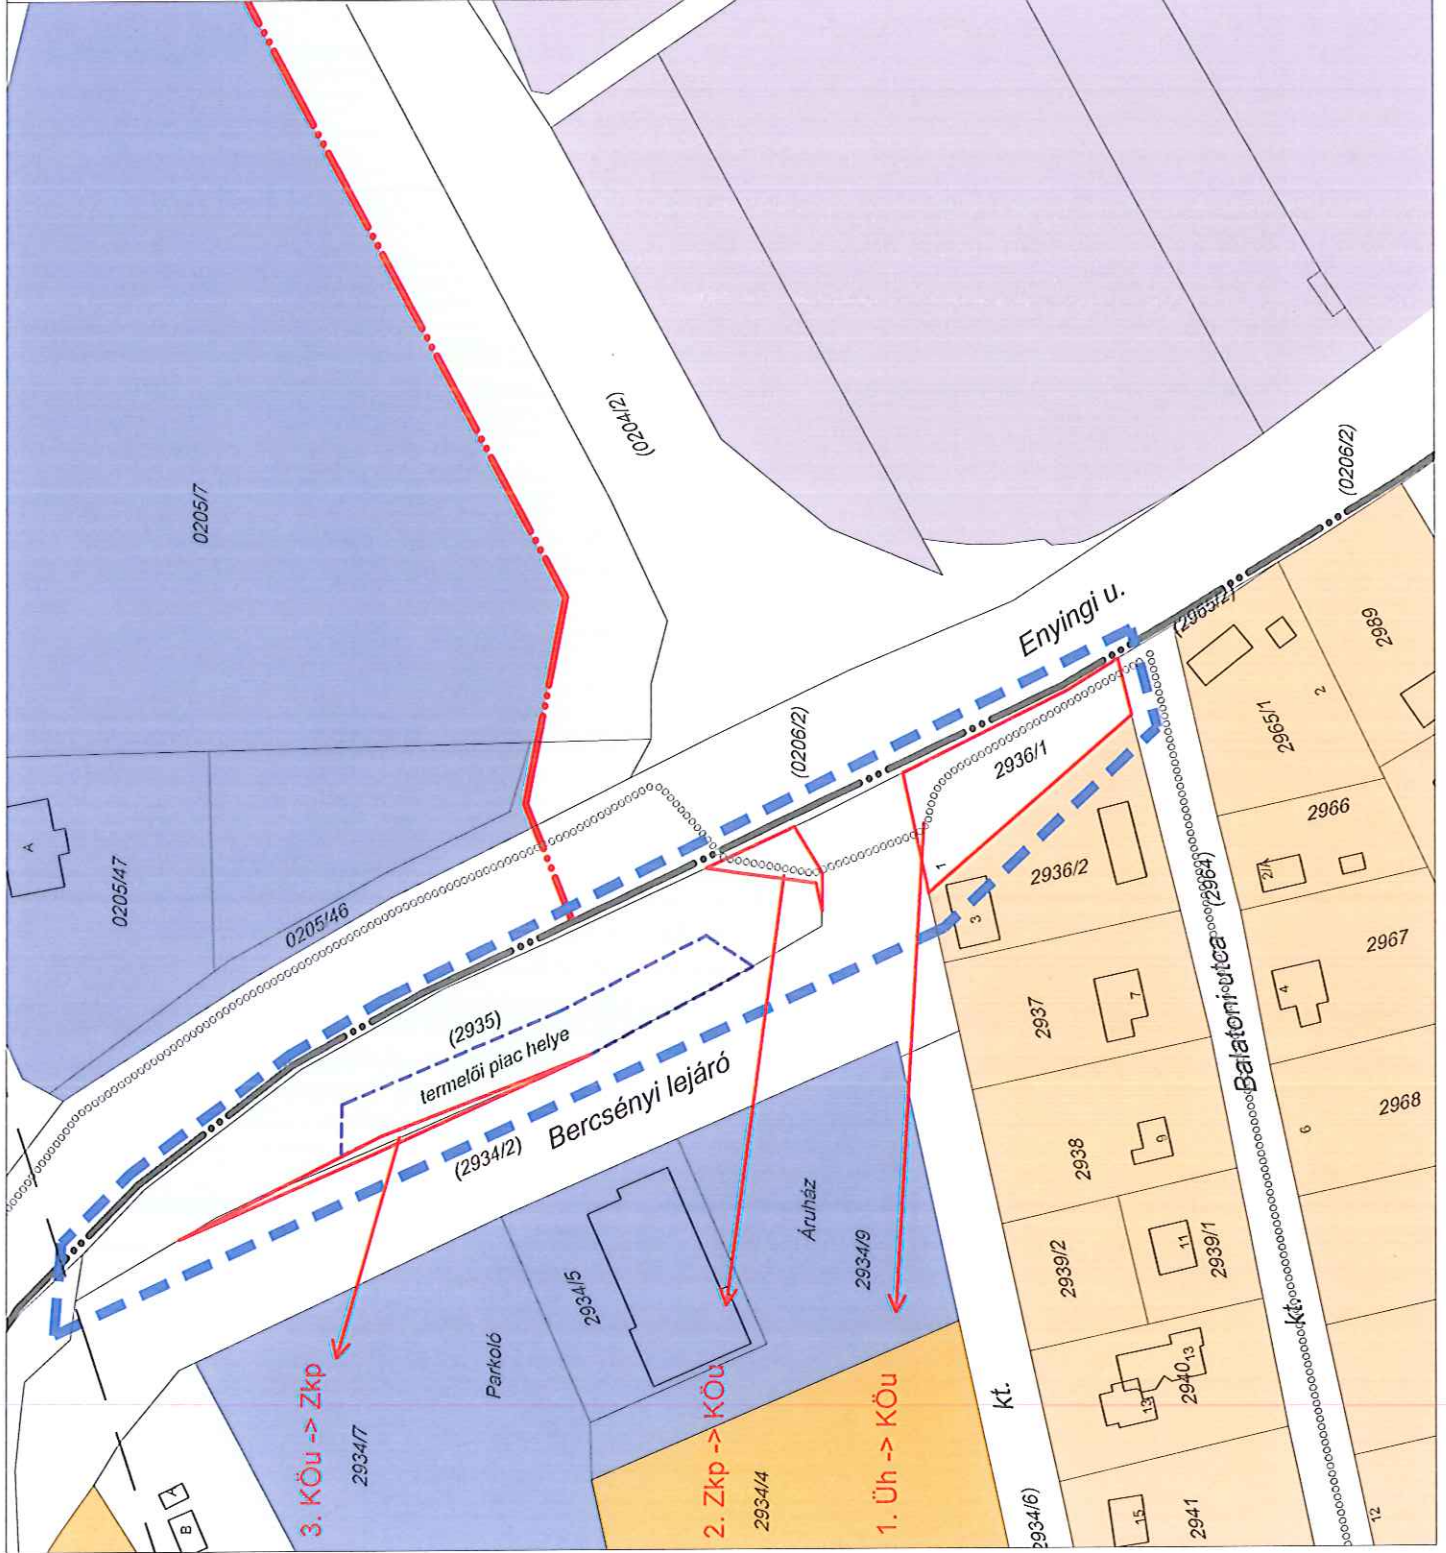 0205/7
(0204/2)
A
0205/47
0205/46
(0206/2)
(0206/2)
Enyingi u.
(2965/2)
2989
2
2965/1
2966
2/A
2967
4
2968
6
12
2936/1
1
2936/2
3
2937
7
2938
9
2939/2
11
2939/1
13
13
2940
15
2941
Balatoni utca
(2964)
kt.
kt.
(2935)
termelői piac helye
(2934/2)
Bercsényi lejáró
Áruház
2934/9
2934/5
Parkoló
2934/7
2934/4
2934/6)
A
B
3. KÖu -> Zkp
2. Zkp -> KÖu
1. Üh -> KÖu